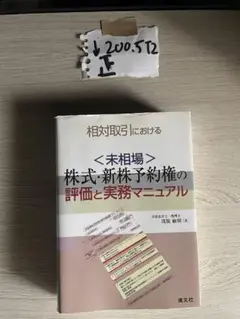 ↓200.5T2
正
相対取引における
<未相場>
株式・新株予約権の
評価と実務マニュアル
清文社